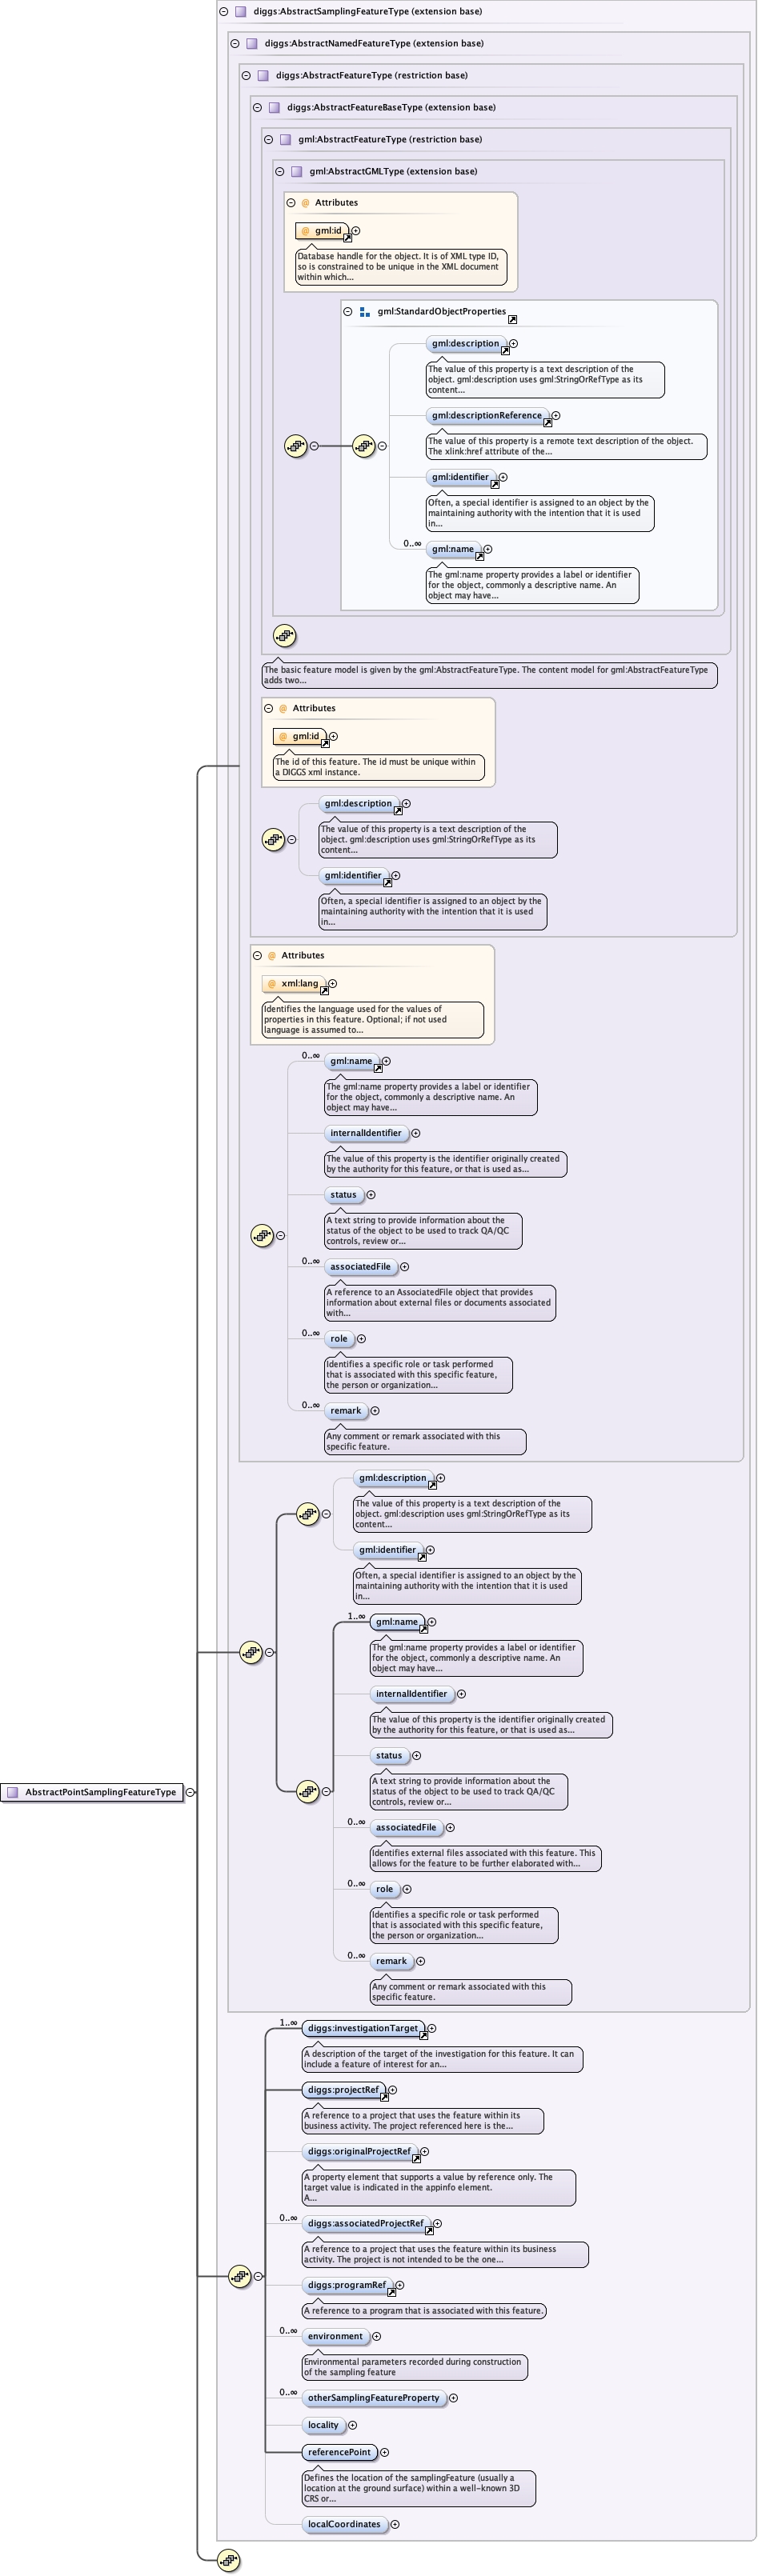 diggs:AbstractSamplingFeatureType (extension base)
diggs:AbstractNamedFeatureType (extension base)
diggs:AbstractFeatureType (restriction base)
diggs:AbstractFeatureBaseType (extension base)
gml:AbstractFeatureType (restriction base)
gml:AbstractGMLType (extension base)
@ Attributes
@ gml:id
Database handle for the object. It is of XML type ID,
so is constrained to be unique in the XML document
within which...
gml:StandardObjectProperties
gml:description
The value of this property is a text description of the
object. gml:description uses gml:StringOrRefType as its
content...
gml:descriptionReference
The value of this property is a remote text description of the object.
The xlink:href attribute of the...
gml:identifier
Often, a special identifier is assigned to an object by the
maintaining authority with the intention that it is used
in...
0..∞
gml:name
The gml:name property provides a label or identifier
for the object, commonly a descriptive name. An
object may have...
The basic feature model is given by the gml:AbstractFeatureType. The content model for gml:AbstractFeatureType
adds two...
@ Attributes
@ gml:id
The id of this feature. The id must be unique within
a DIGGS xml instance.
gml:description
The value of this property is a text description of the
object. gml:description uses gml:StringOrRefType as its
content...
gml:identifier
Often, a special identifier is assigned to an object by the
maintaining authority with the intention that it is used
in...
@ Attributes
@ xml:lang
Identifies the language used for the values of
properties in this feature. Optional; if not used
language is assumed to...
0..∞
gml:name
The gml:name property provides a label or identifier
for the object, commonly a descriptive name. An
object may have...
internalIdentifier
The value of this property is the identifier originally created
by the authority for this feature, or that is used as...
status
A text string to provide information about the
status of the object to be used to track QA/QC
controls, review or...
0..∞
associatedFile
A reference to an AssociatedFile object that provides
information about external files or documents associated
with...
0..∞
role
Identifies a specific role or task performed
that is associated with this specific feature,
the person or organization...
0..∞
remark
Any comment or remark associated with this
specific feature.
gml:description
The value of this property is a text description of the
object. gml:description uses gml:StringOrRefType as its
content...
gml:identifier
Often, a special identifier is assigned to an object by the
maintaining authority with the intention that it is used
in...
1..∞
gml:name
The gml:name property provides a label or identifier
for the object, commonly a descriptive name. An
object may have...
internalIdentifier
The value of this property is the identifier originally created
by the authority for this feature, or that is used as...
status
A text string to provide information about the
status of the object to be used to track QA/QC
controls, review or...
AbstractPointSamplingFeatureType
0..∞
associatedFile
Identifies external files associated with this feature. This
allows for the feature to be further elaborated with...
0..∞
role
Identifies a specific role or task performed
that is associated with this specific feature,
the person or organization...
0..∞
remark
Any comment or remark associated with this
specific feature.
1..∞
diggs:investigationTarget
A description of the target of the investigation for this feature. It can
include a feature of interest for an...
diggs:projectRef
A reference to a project that uses the feature within its
business activity. The project referenced here is the...
diggs:originalProjectRef
A property element that supports a value by reference only. The
target value is indicated in the appinfo element.
A...
0..∞
diggs:associatedProjectRef
A reference to a project that uses the feature within its business
activity. The project is not intended to be the one...
diggs:programRef
A reference to a program that is associated with this feature.
0..∞
environment
Environmental parameters recorded during construction
of the sampling feature
0..∞
otherSamplingFeatureProperty
locality
referencePoint
Defines the location of the samplingFeature (usually a
location at the ground surface) within a well-known 3D
CRS or...
localCoordinates